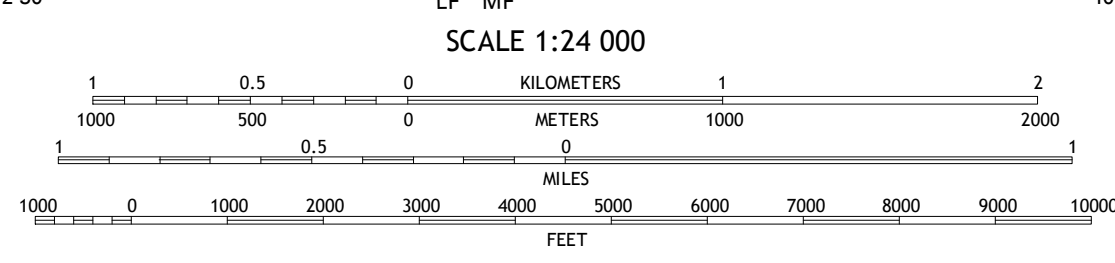 LF MF
SCALE 1:24 000
1 0.5 0 KILOMETERS 1 2
1000 500 0 METERS 1000 2000
1 0.5 0 1
MILES
1000 0 1000 2000 3000 4000 5000 6000 7000 8000 9000 10000
FEET